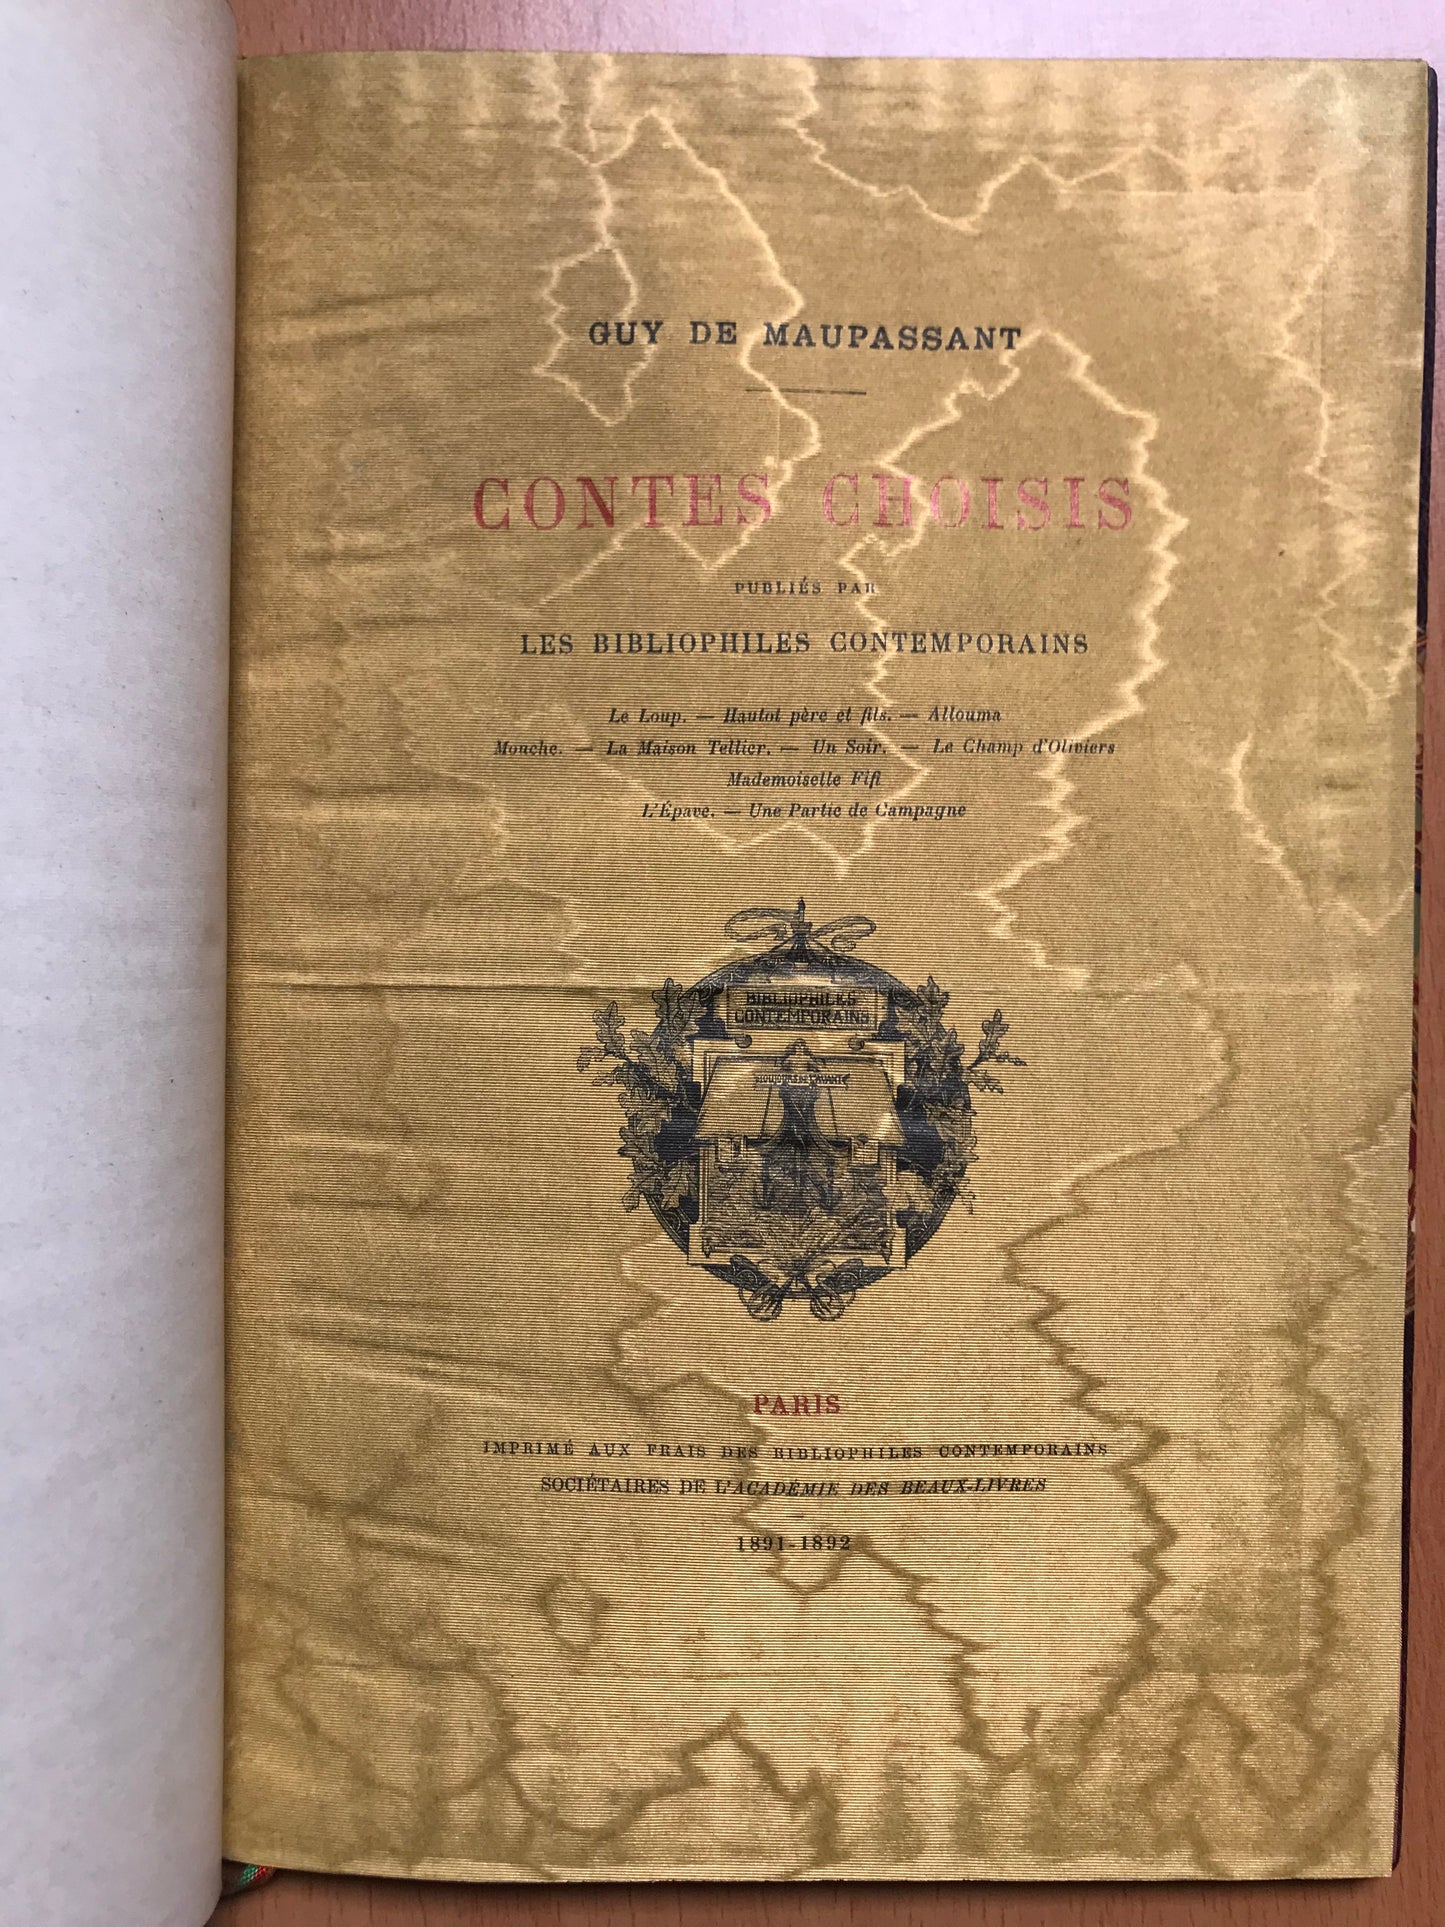 GUY DE MAUPASSANT
CONTES CHOISIS
PUBLIÉS PAR
LES BIBLIOPHILES CONTEMPORAINS
Le Loup. — Hautot père et fils. — Allouma
Mouche. — La Maison Tellier. — Un Soir. — Le Champ d'Oliviers
Mademoiselle Fifi
L'Épave. — Une Partie de Campagne
BIBLIOPHILES
CONTEMPORAINS
PARIS
IMPRIMÉ AUX FRAIS DES BIBLIOPHILES CONTEMPORAINS
SOCIÉTAIRES DE L'ACADÉMIE DES BEAUX-LIVRES
1891-1892